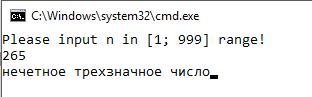 C:\Windows\system32\cmd.exe
Please input n in [1; 999] range!
265
нечетное трехзначное число